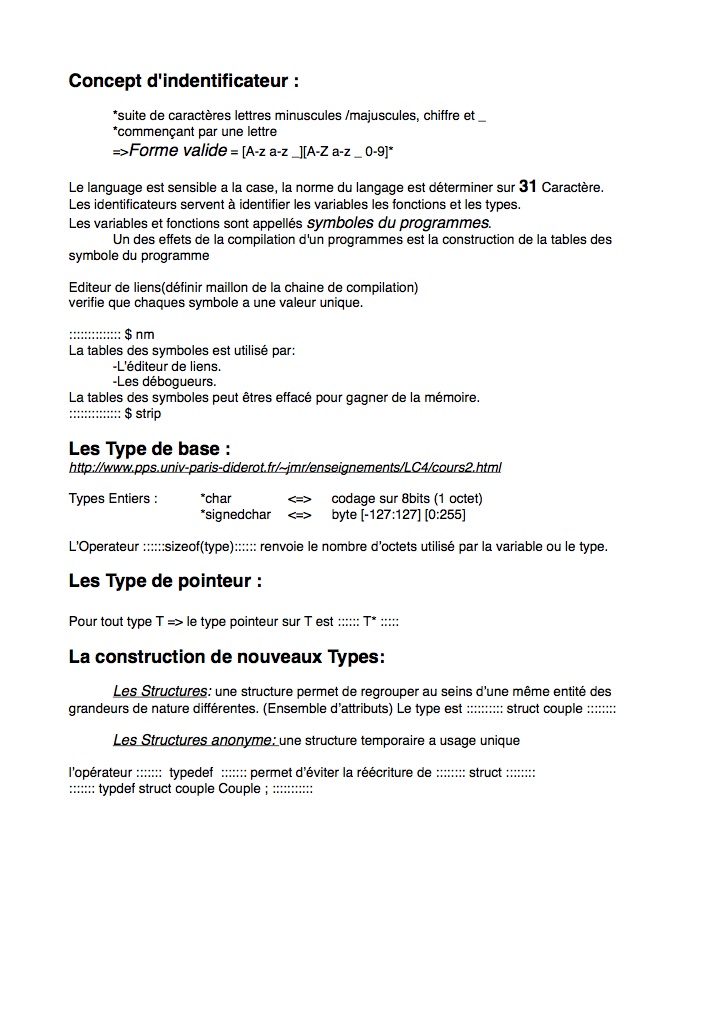 Concept d'indentificateur :
*suite de caractères lettres minuscules /majuscules, chiffre et _
*commençant par une lettre
=>Forme valide = [A-z a-z _][A-Z a-z _ 0-9]*
Le language est sensible a la case, la norme du langage est déterminer sur 31 Caractère.
Les identificateurs servent à identifier les variables les fonctions et les types.
Les variables et fonctions sont appellés symboles du programmes.
Un des effets de la compilation d'un programmes est la construction de la tables des
symbole du programme
Editeur de liens(définir maillon de la chaine de compilation)
verifie que chaques symbole a une valeur unique.
:::::::::::::: $ nm
La tables des symboles est utilisé par:
-L'éditeur de liens.
-Les débogueurs.
La tables des symboles peut êtres effacé pour gagner de la mémoire.
:::::::::::::: $ strip
Les Type de base :
http://www.pps.univ-paris-diderot.fr/~jmr/enseignements/LC4/cours2.html
Types Entiers : *char <=> codage sur 8bits (1 octet)
*signedchar <=> byte [-127:127] [0:255]
L'Operateur ::::::sizeof(type):::::: renvoie le nombre d'octets utilisé par la variable ou le type.
Les Type de pointeur :
Pour tout type T => le type pointeur sur T est :::::: T* :::::
La construction de nouveaux Types:
Les Structures: une structure permet de regrouper au seins d'une même entité des
grandeurs de nature différentes. (Ensemble d'attributs) Le type est :::::::::: struct couple ::::::::
Les Structures anonyme: une structure temporaire a usage unique
l'opérateur ::::::: typedef ::::::: permet d'éviter la réécriture de :::::::: struct ::::::::
::::::: typdef struct couple Couple ; :::::::::::